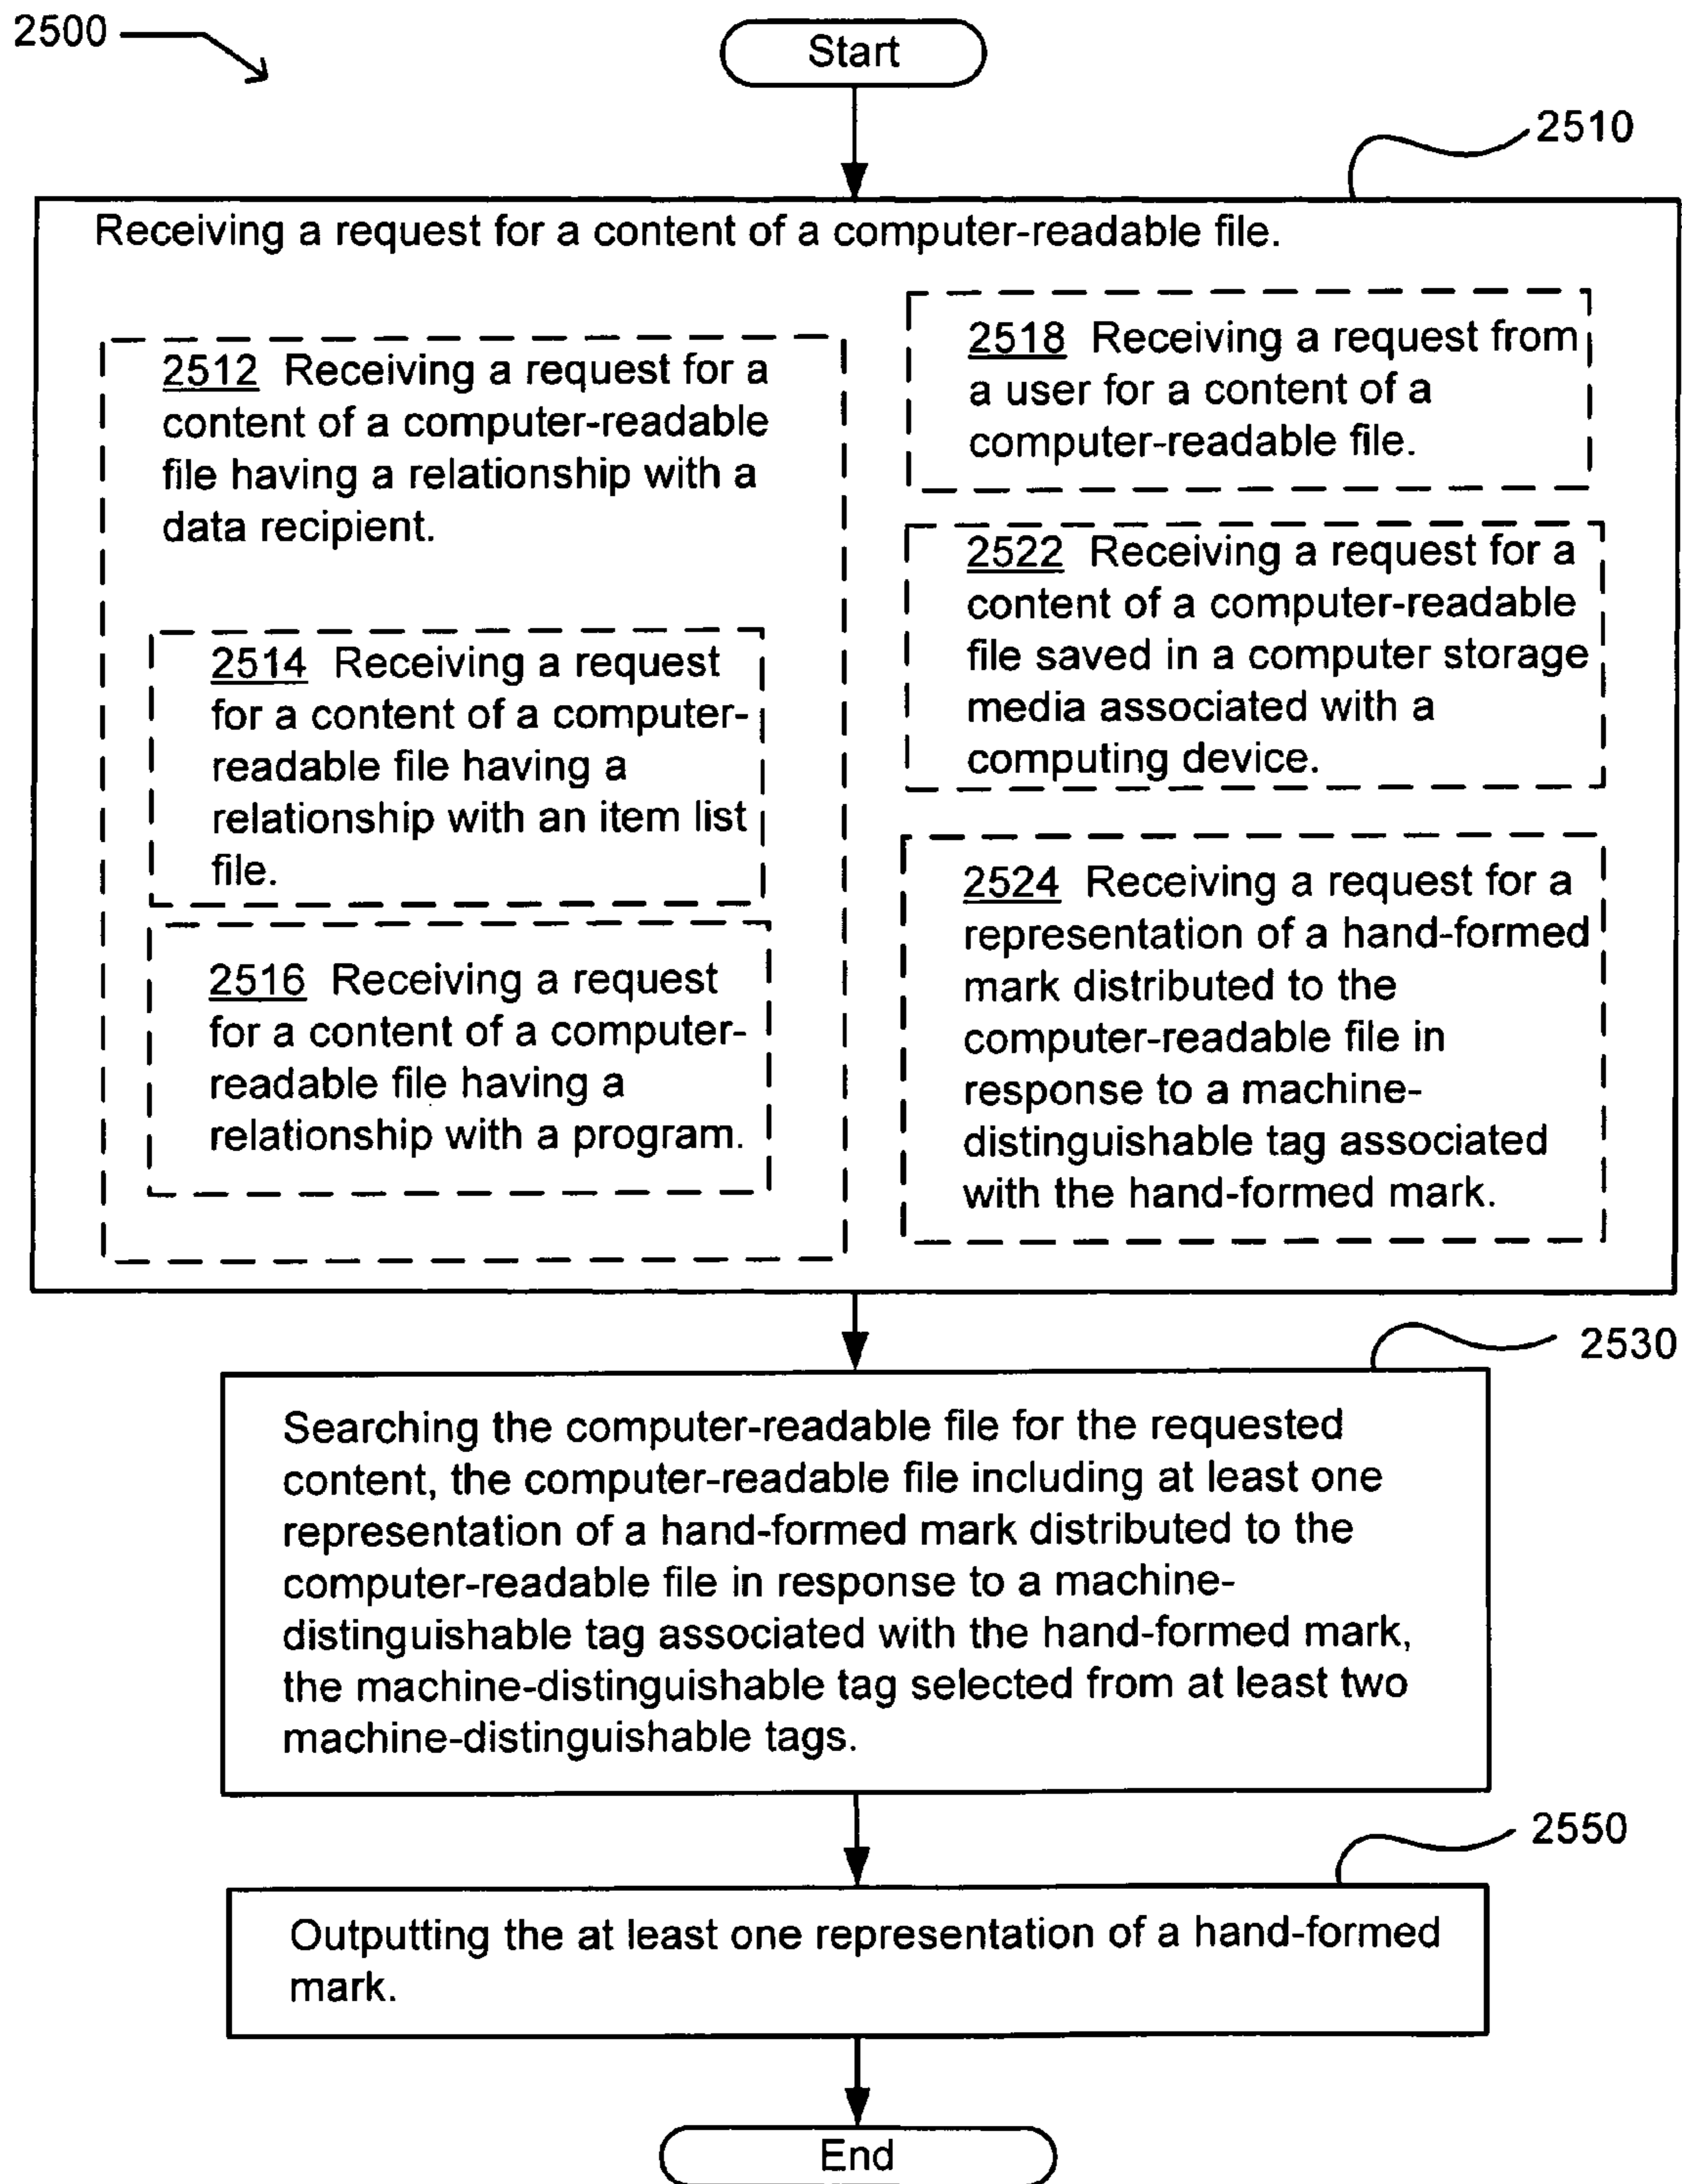 2500
Start
2510
Receiving a request for a content of a computer-readable file.
2512 Receiving a request for a
content of a computer-readable
file having a relationship with a
data recipient.
2514 Receiving a request
for a content of a computer-
readable file having a
relationship with an item list
file.
2516 Receiving a request
for a content of a computer-
readable file having a
relationship with a program.
2518 Receiving a request from
a user for a content of a
computer-readable file.
2522 Receiving a request for a
content of a computer-readable
file saved in a computer storage
media associated with a
computing device.
2524 Receiving a request for a
representation of a hand-formed
mark distributed to the
computer-readable file in
response to a machine-
distinguishable tag associated
with the hand-formed mark.
2530
Searching the computer-readable file for the requested
content, the computer-readable file including at least one
representation of a hand-formed mark distributed to the
computer-readable file in response to a machine-
distinguishable tag associated with the hand-formed mark,
the machine-distinguishable tag selected from at least two
machine-distinguishable tags.
2550
Outputting the at least one representation of a hand-formed
mark.
End